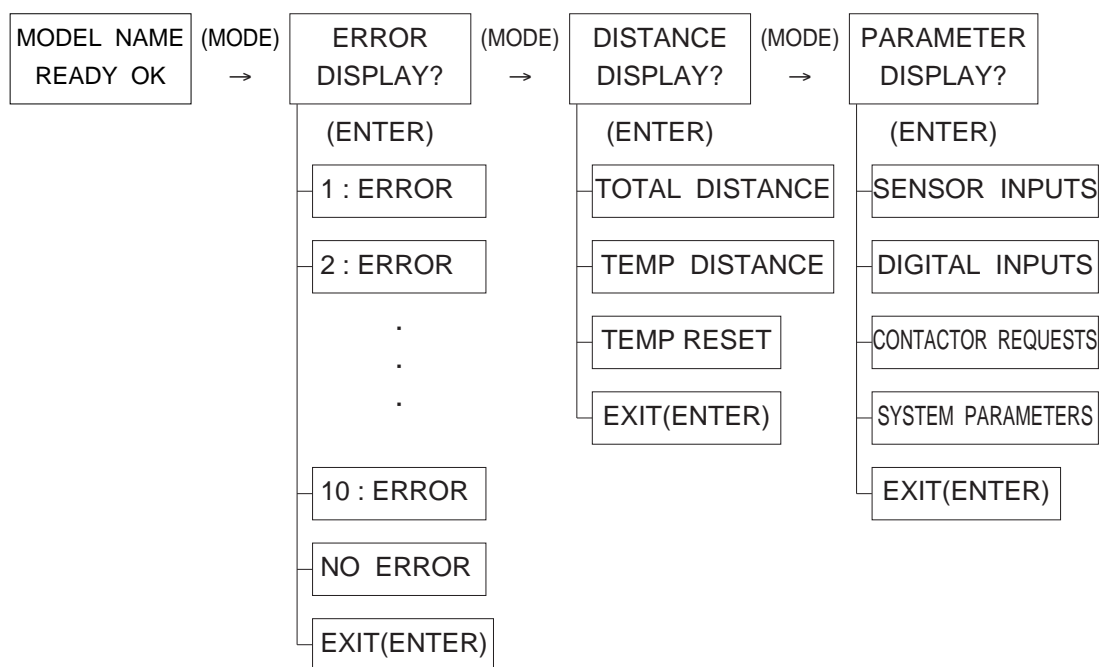 MODEL NAME
READY OK
(MODE)
→
ERROR
DISPLAY?
(MODE)
→
DISTANCE
DISPLAY?
(MODE)
→
PARAMETER
DISPLAY?
(ENTER)
1 : ERROR
2 : ERROR
.
.
.
10 : ERROR
NO ERROR
EXIT(ENTER)
(ENTER)
TOTAL DISTANCE
TEMP DISTANCE
TEMP RESET
EXIT(ENTER)
(ENTER)
SENSOR INPUTS
DIGITAL INPUTS
CONTACTOR REQUESTS
SYSTEM PARAMETERS
EXIT(ENTER)